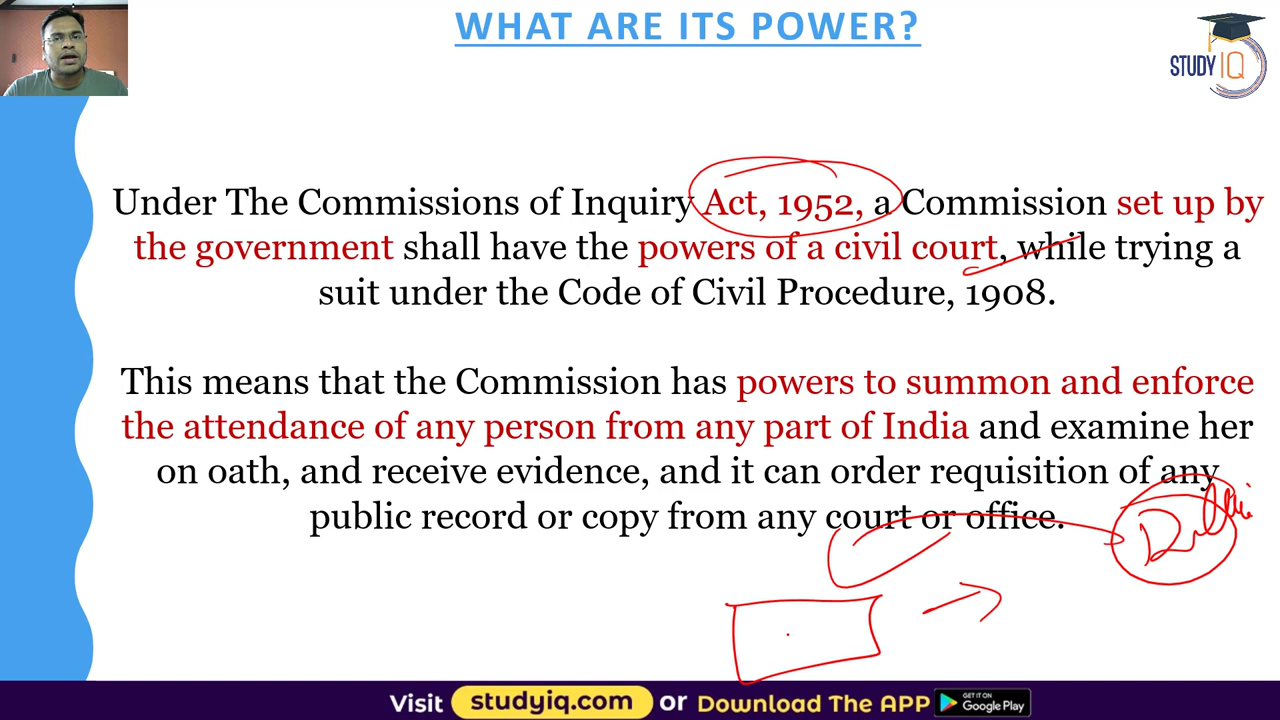 WHAT ARE ITS POWER?
STUDY IQ
Under The Commissions of Inquiry Act, 1952, a Commission set up by
the government shall have the powers of a civil court, while trying a
suit under the Code of Civil Procedure, 1908.
This means that the Commission has powers to summon and enforce
the attendance of any person from any part of India and examine her
on oath, and receive evidence, and it can order requisition of any
public record or copy from any court or office.
Visit studyiq.com or Download The APP GET IT ON Google Play